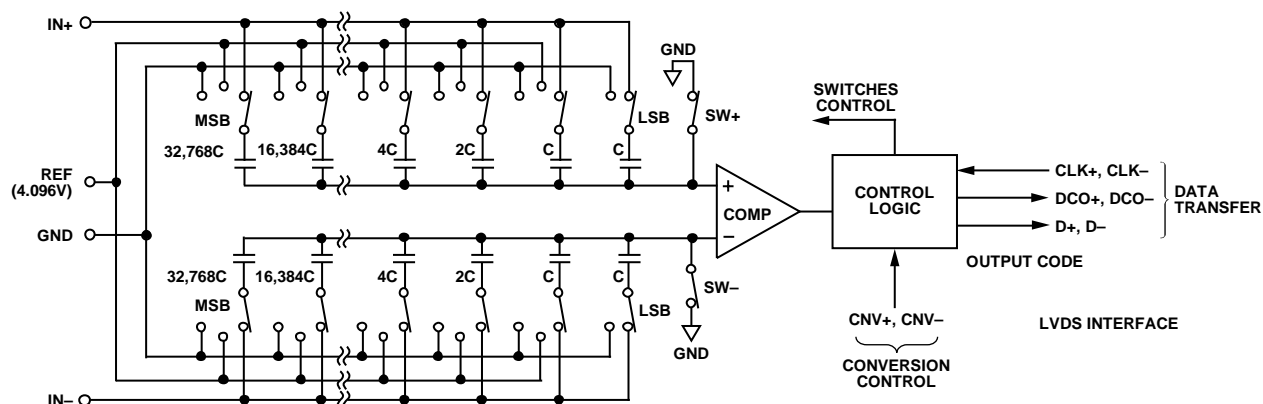 IN+
GND
SWITCHES
CONTROL
MSB
LSB
SW+
32,768C
16,384C
4C
2C
C
C
REF
(4.096V)
GND
+
COMP
–
CONTROL
LOGIC
CLK+, CLK–
DCO+, DCO–
D+, D–
DATA
TRANSFER
OUTPUT CODE
32,768C
16,384C
4C
2C
C
C
MSB
LSB
SW–
GND
CNV+, CNV–
CONVERSION
CONTROL
LVDS INTERFACE
IN–